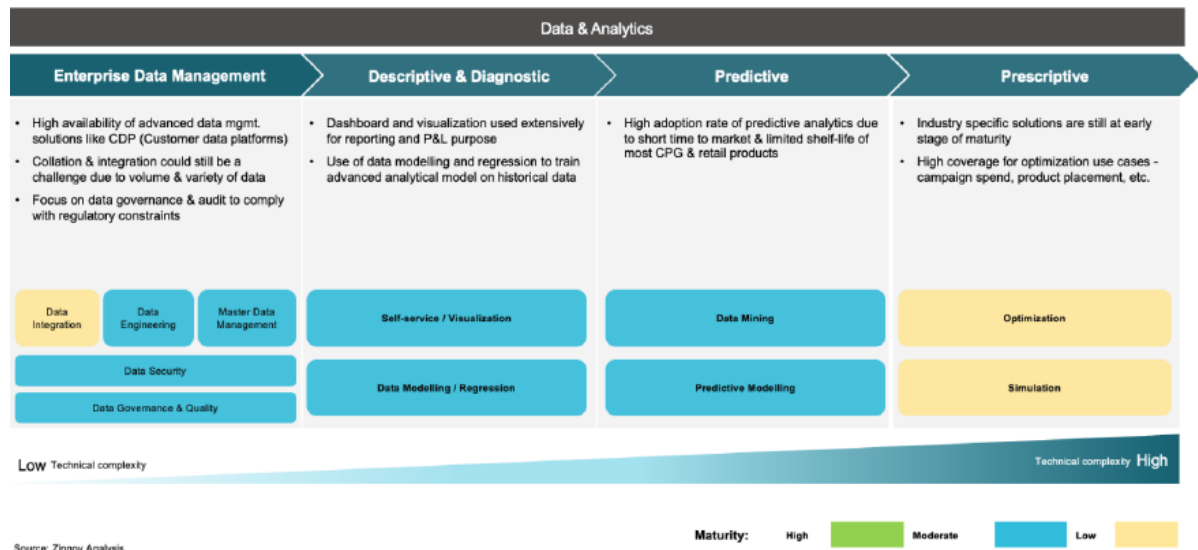 Data & Analytics
Enterprise Data Management
Descriptive & Diagnostic
Predictive
Prescriptive
• High availability of advanced data mgmt.
solutions like CDP (Customer data platforms)
• Collation & integration could still be a
challenge due to volume & variety of data
• Focus on data governance & audit to comply
with regulatory constraints
• Dashboard and visualization used extensively
for reporting and P&L purpose
• Use of data modelling and regression to train
advanced analytical model on historical data
• High adoption rate of predictive analytics due
to short time to market & limited shelf-life of
most CPG & retail products
• Industry specific solutions are still at early
stage of maturity
• High coverage for optimization use cases -
campaign spend, product placement, etc.
Data
Integration
Data
Engineering
Master Data
Management
Data Security
Data Governance & Quality
Self-service / Visualization
Data Modelling / Regression
Data Mining
Predictive Modelling
Optimization
Simulation
Low Technical complexity
Technical complexity High
Maturity: High Moderate Low
Source: Zinnov Analysis